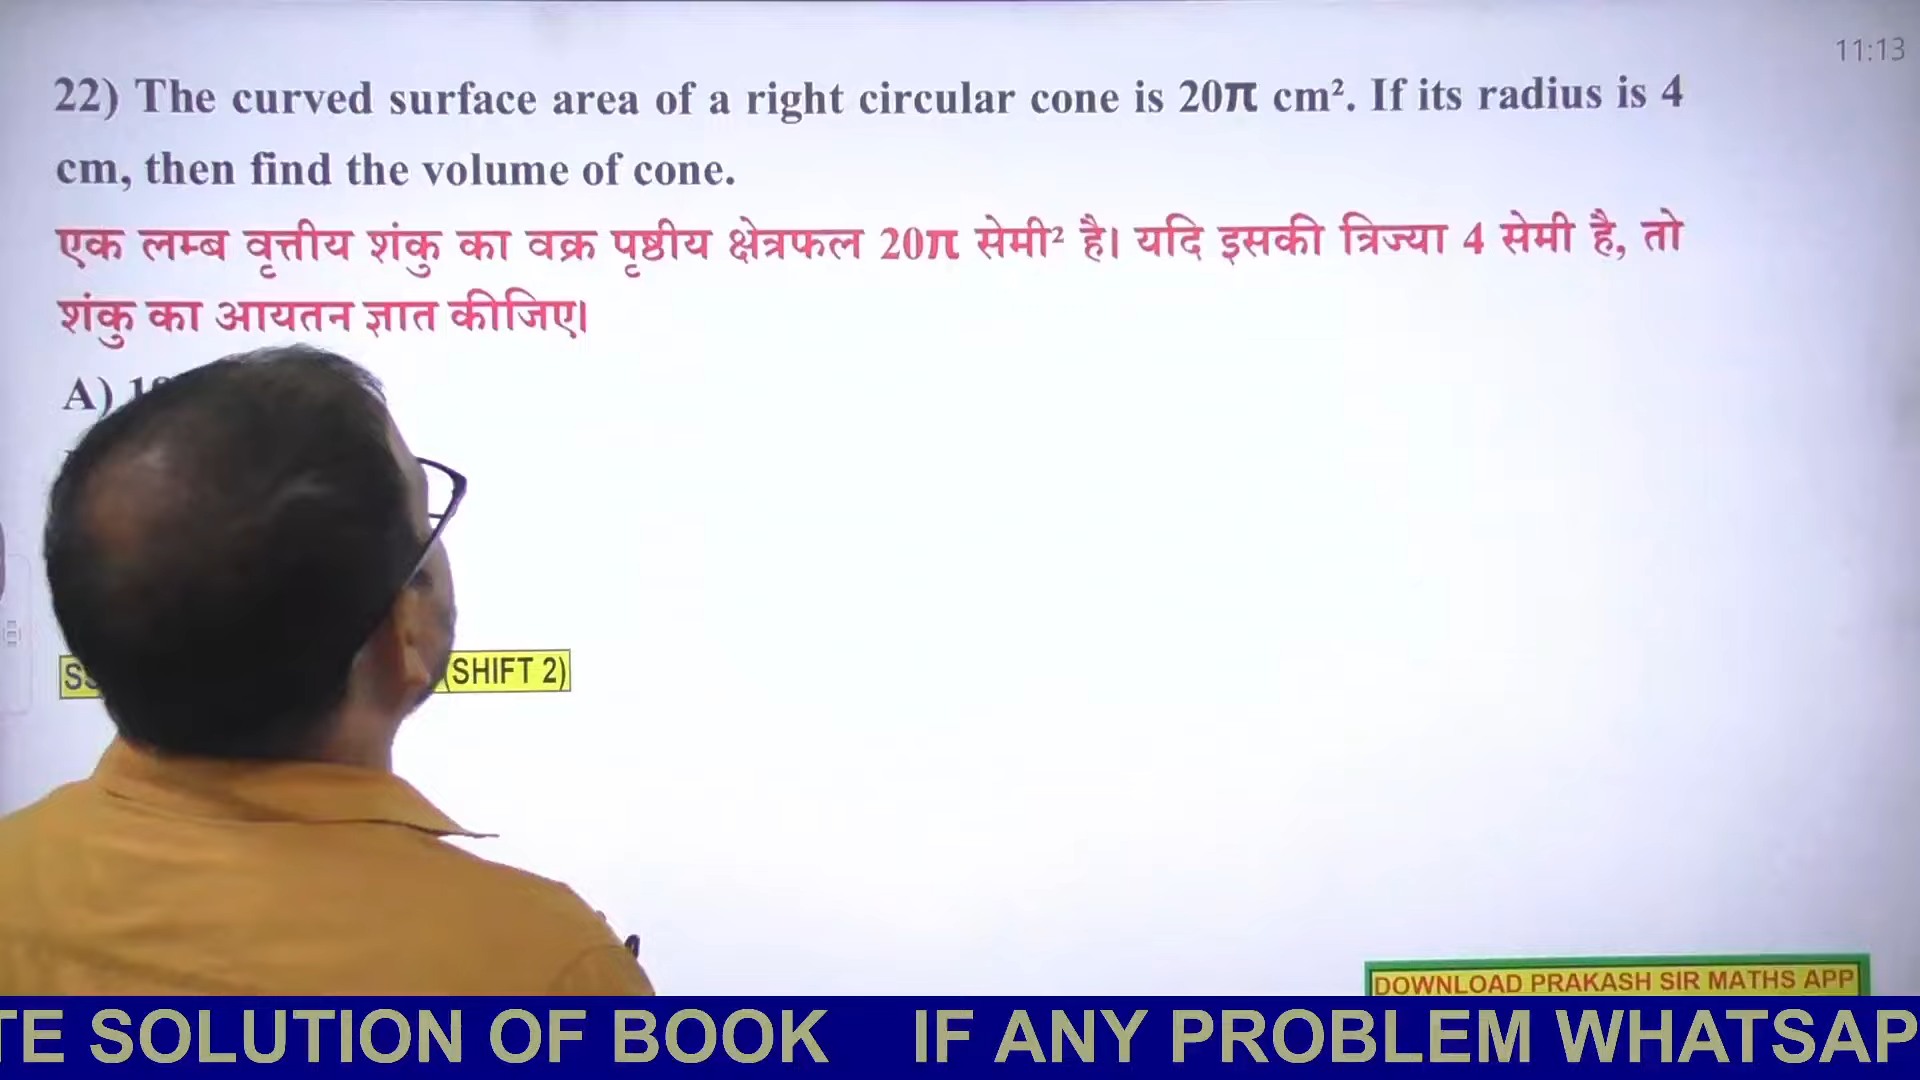 11:13
22) The curved surface area of a right circular cone is 20π cm². If its radius is 4
cm, then find the volume of cone.
एक लम्ब वृत्तीय शंकु का वक्र पृष्ठीय क्षेत्रफल 20π सेमी² है। यदि इसकी त्रिज्या 4 सेमी है, तो
शंकु का आयतन ज्ञात कीजिए।
A)
(SHIFT 2)
DOWNLOAD PRAKASH SIR MATHS APP
SOLUTION OF BOOK IF ANY PROBLEM